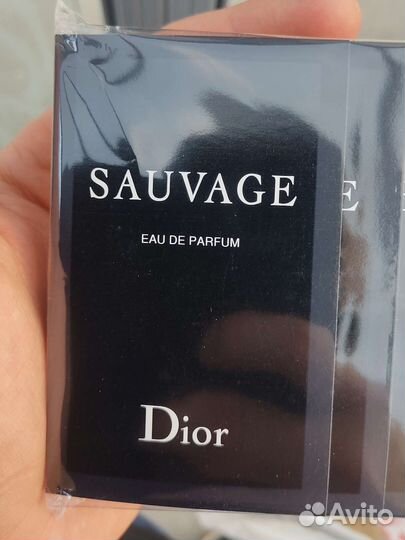 SAUVAGE
E
EAU DE PARFUM
Dior
Avito